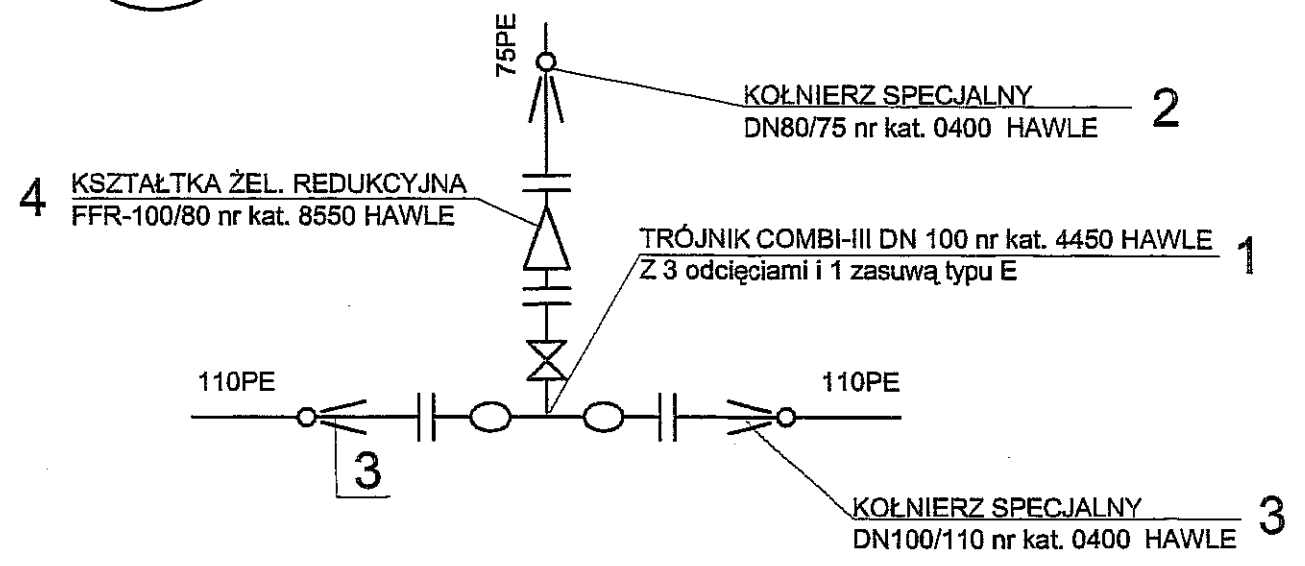 75PE
KOŁNIERZ SPECJALNY
DN80/75 nr kat. 0400 HAWLE
2
4
KSZTAŁTKA ŻEL. REDUKCYJNA
FFR-100/80 nr kat. 8550 HAWLE
TRÓJNIK COMBI-III DN 100 nr kat. 4450 HAWLE
Z 3 odcięciami i 1 zasuwą typu E
1
110PE
110PE
3
KOŁNIERZ SPECJALNY
DN100/110 nr kat. 0400 HAWLE
3